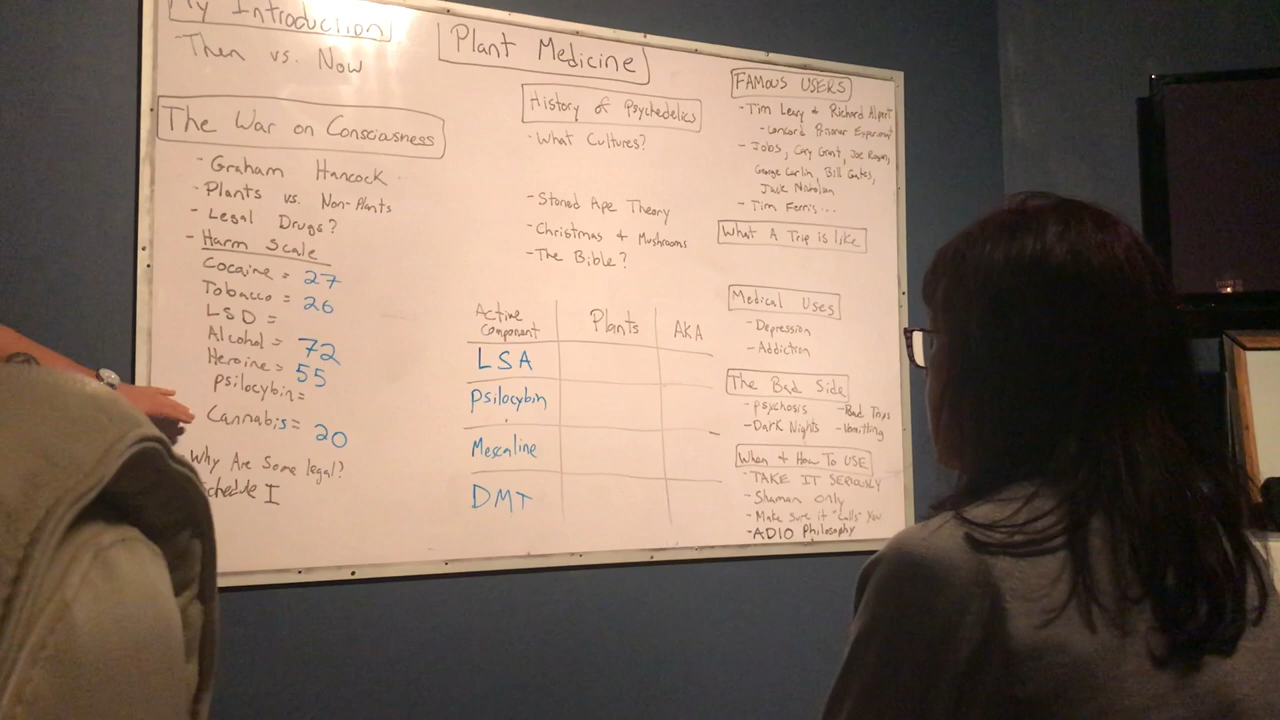 My Introduction
- Then vs. Now
The War on Consciousness
- Graham Hancock
- Plants vs. Non-Plants
- Legal Drugs?
- Harm Scale
Cocaine = 27
Tobacco = 26
LSD =
Alcohol = 72
Heroine = 55
Psilocybin =
Cannabis = 20
Why Are Some legal?
Schedule I
Plant Medicine
History of Psychedelics
- What Cultures?
- Stoned Ape Theory
- Christmas + Mushrooms
- The Bible?
Active Component
Plants
AKA
LSA
Psilocybin
Mescaline
DMT
FAMOUS USERS
- Tim Leary + Richard Alpert
- Concord Prisoner Experiment
- Jobs, Cary Grant, Joe Rogan,
George Carlin, Bill Gates,
Jack Nicholson
- Tim Ferris...
What A Trip is like
Medical Uses
- Depression
- Addiction
The Bad Side
- psychosis - Bad Trips
- Dark Nights - Vomitting
When + How To USE
- TAKE IT SERIOUSLY
- Shaman only
- Make sure it "calls" You
- ADIO Philosophy